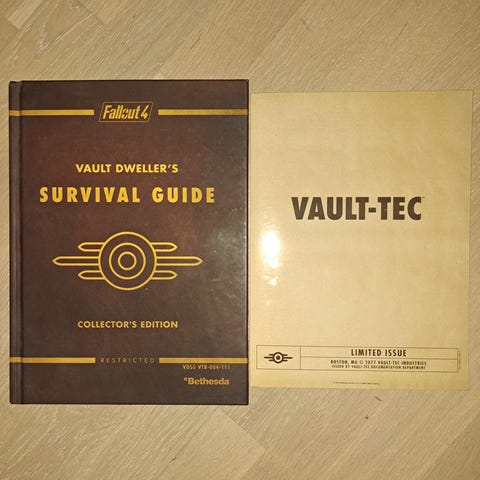 Fallout 4
VAULT DWELLER'S
SURVIVAL GUIDE
COLLECTOR'S EDITION
RESTRICTED
VDSG VTB-004-111
Bethesda
VAULT-TEC
LIMITED ISSUE
BOSTON, MA © 2077 VAULT-TEC INDUSTRIES
ISSUED BY VAULT-TEC DOCUMENTATION DEPARTMENT